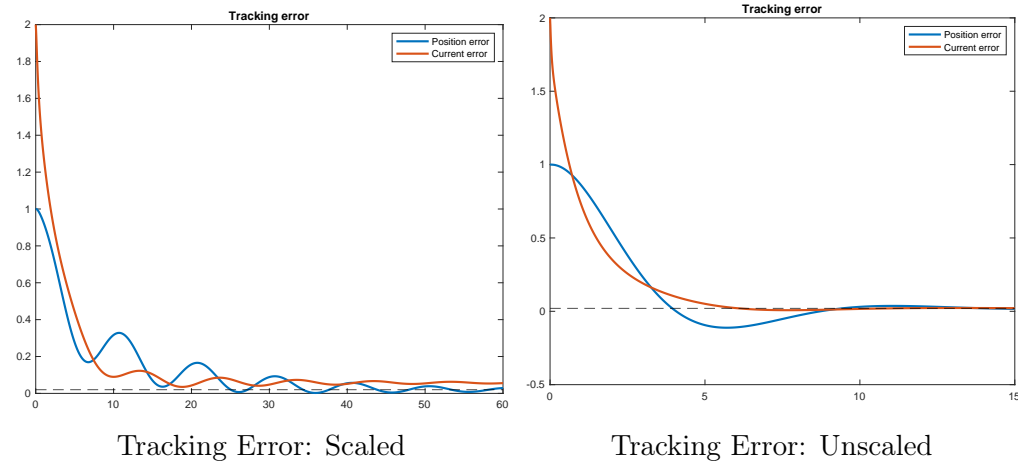 Tracking error
2
1.8
1.6
1.4
1.2
1
0.8
0.6
0.4
0.2
0
0 10 20 30 40 50 60
Position error
Current error
Tracking Error: Scaled
Tracking error
2
1.5
1
0.5
0
-0.5
0 5 10 15
Position error
Current error
Tracking Error: Unscaled